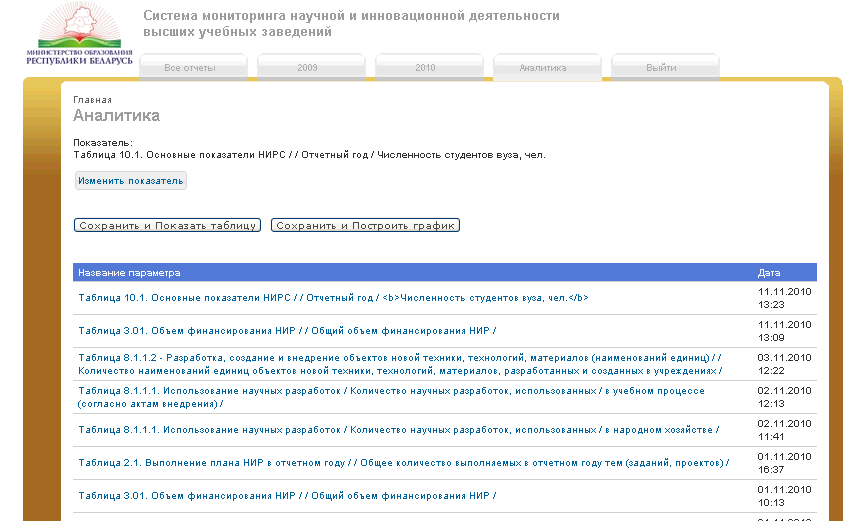 Система мониторинга научной и инновационной деятельности
высших учебных заведений
МИНИСТЕРСТВО ОБРАЗОВАНИЯ
РЕСПУБЛИКИ БЕЛАРУСЬ
Все отчеты 2009 2010 Аналитика Выйти
Главная
Аналитика
Показатель:
Таблица 10.1. Основные показатели НИРС / / Отчетный год / Численность студентов вуза, чел.
Изменить показатель
Сохранить и Показать таблицу Сохранить и Построить график
Название параметра Дата
Таблица 10.1. Основные показатели НИРС / / Отчетный год / <b>Численность студентов вуза, чел.</b> 11.11.2010
13:23
Таблица 3.01. Объем финансирования НИР / / Общий объем финансирования НИР / 11.11.2010
13:09
Таблица 8.1.1.2 - Разработка, создание и внедрение объектов новой техники, технологий, материалов (наименований единиц) / / 03.11.2010
Количество наименований единиц объектов новой техники, технологий, материалов, разработанных и созданных в учреждениях / 12:22
Таблица 8.1.1.1. Использование научных разработок / Количество научных разработок, использованных / в учебном процессе 02.11.2010
(согласно актам внедрения) / 12:13
Таблица 8.1.1.1. Использование научных разработок / Количество научных разработок, использованных / в народном хозяйстве / 02.11.2010
11:41
Таблица 2.1. Выполнение плана НИР в отчетном году / / Общее количество выполняемых в отчетном году тем (заданий, проектов) / 01.11.2010
16:37
Таблица 3.01. Объем финансирования НИР / / Общий объем финансирования НИР / 01.11.2010
10:13